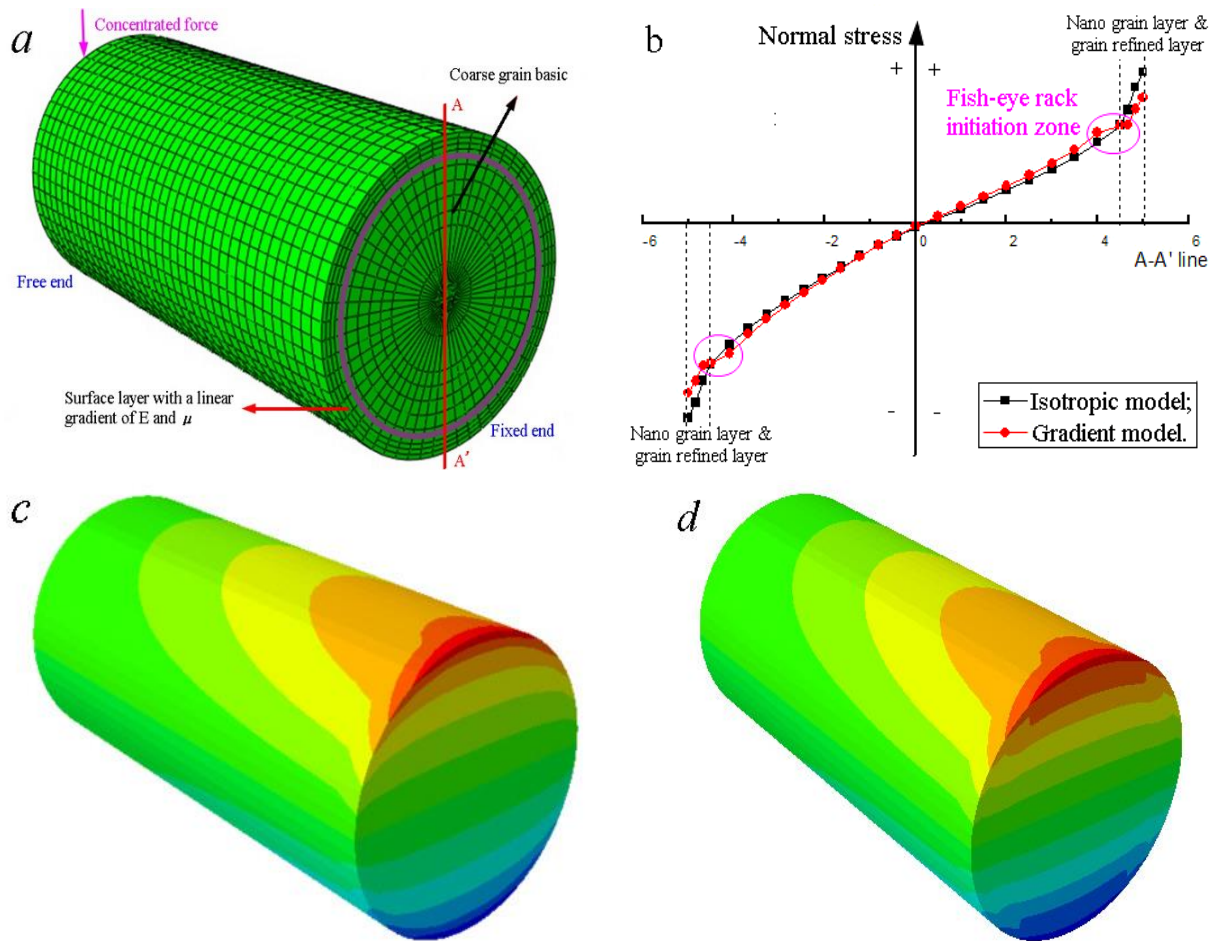 a
Concentrated force
Coarse grain basic
A
Free end
Surface layer with a linear
gradient of E and μ
Fixed end
A'
b
Normal stress
Nano grain layer &
grain refined layer
+ +
Fish-eye rack
initiation zone
:
-6 -4 -2 0 2 4 6
A-A' line
- -
Isotropic model;
Gradient model.
Nano grain layer &
grain refined layer
c
d